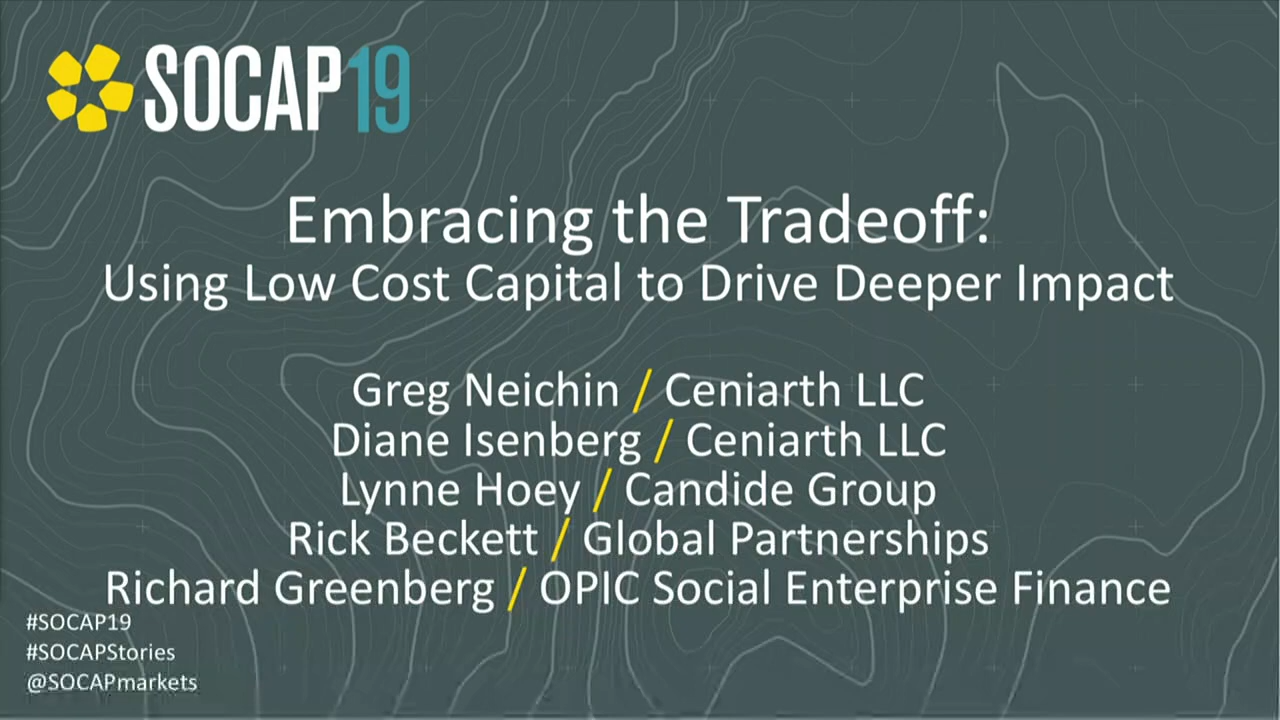 SOCAP19
Embracing the Tradeoff:
Using Low Cost Capital to Drive Deeper Impact
Greg Neichin / Ceniarth LLC
Diane Isenberg / Ceniarth LLC
Lynne Hoey / Candide Group
Rick Beckett / Global Partnerships
Richard Greenberg / OPIC Social Enterprise Finance
#SOCAP19
#SOCAPStories
@SOCAPmarkets